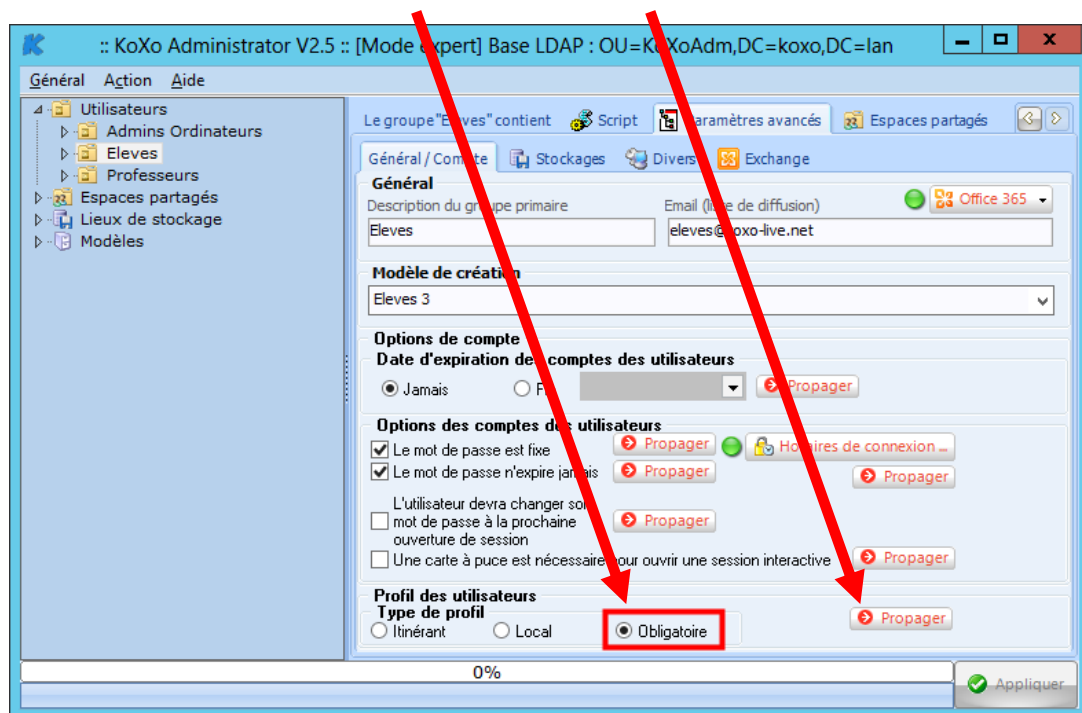 :: KoXo Administrator V2.5 :: [Mode expert] Base LDAP : OU=KoXoAdm,DC=koxo,DC=lan
Général Action Aide
Utilisateurs
Admins Ordinateurs
Eleves
Professeurs
Espaces partagés
Lieux de stockage
Modèles
Le groupe "Eleves" contient Script Paramètres avancés Espaces partagés
Général / Compte Stockages Divers Exchange
Général
Description du groupe primaire Email (liste de diffusion) Office 365
Eleves eleves@koxo-live.net
Modèle de création
Eleves 3
Options de compte
Date d'expiration des comptes des utilisateurs
Jamais Propager
Options des comptes des utilisateurs
Le mot de passe est fixe Propager Horaires de connexion ...
Le mot de passe n'expire jamais Propager Propager
L'utilisateur devra changer son
mot de passe à la prochaine Propager
ouverture de session
Une carte à puce est nécessaire pour ouvrir une session interactive Propager
Profil des utilisateurs
Type de profil
Itinérant Local Obligatoire Propager
0%
Appliquer